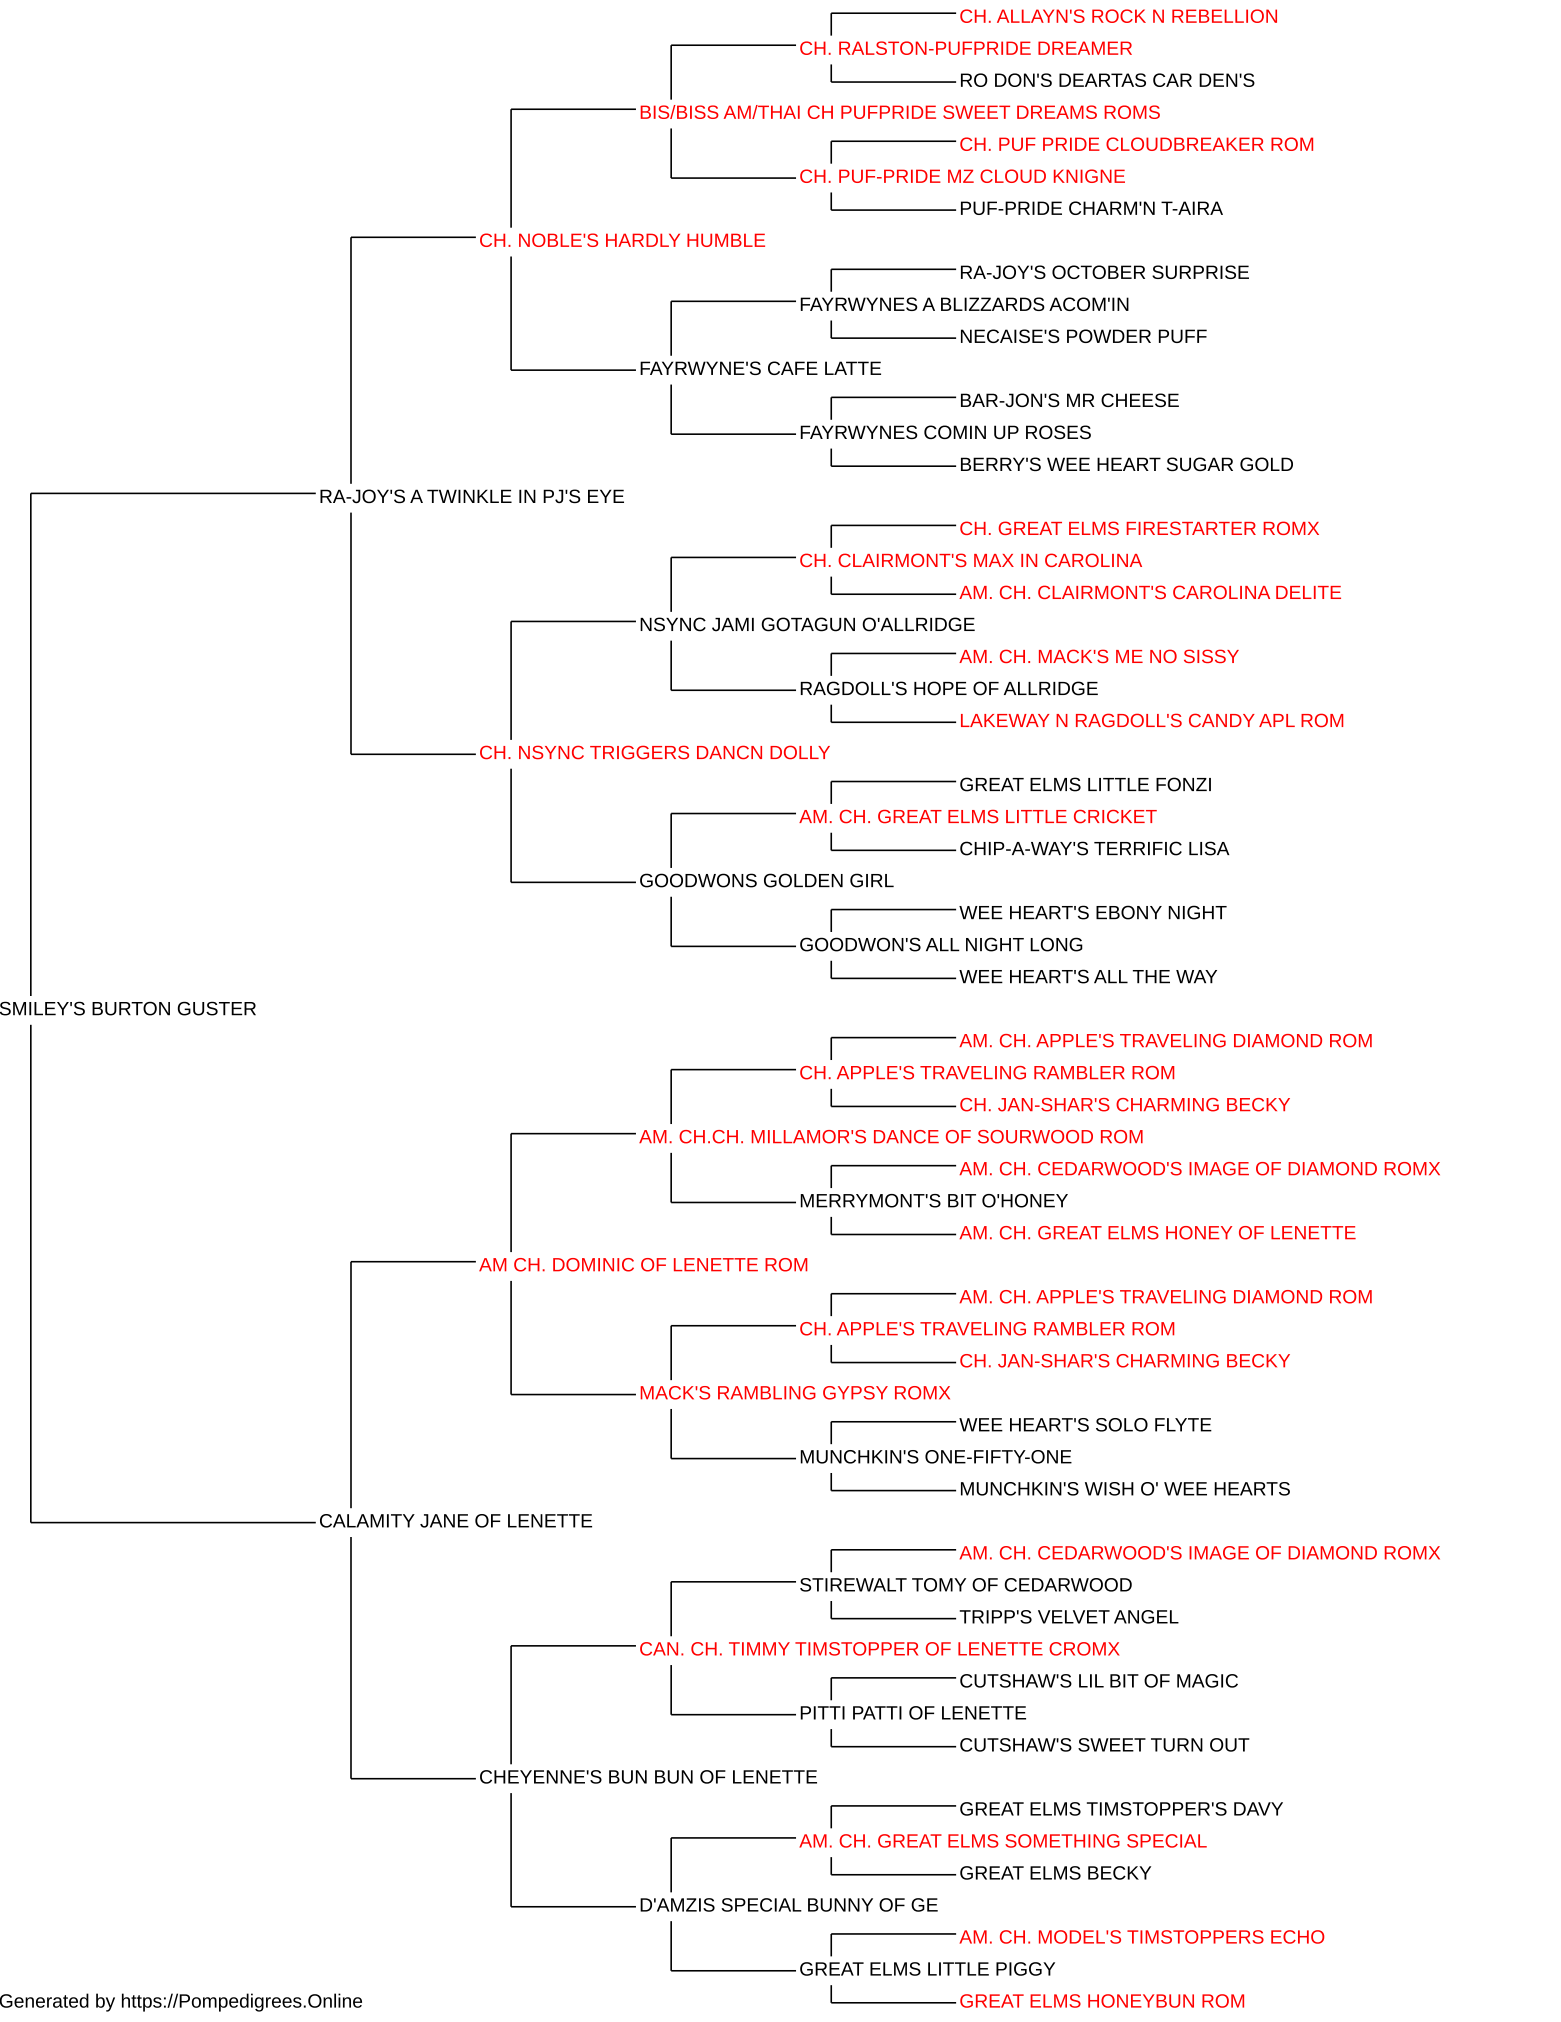 CH. ALLAYN'S ROCK N REBELLION
CH. RALSTON-PUFPRIDE DREAMER
RO DON'S DEARTAS CAR DEN'S
BIS/BISS AM/THAI CH PUFPRIDE SWEET DREAMS ROMS
CH. PUF PRIDE CLOUDBREAKER ROM
CH. PUF-PRIDE MZ CLOUD KNIGNE
PUF-PRIDE CHARM'N T-AIRA
CH. NOBLE'S HARDLY HUMBLE
RA-JOY'S OCTOBER SURPRISE
FAYRWYNES A BLIZZARDS ACOM'IN
NECAISE'S POWDER PUFF
FAYRWYNE'S CAFE LATTE
BAR-JON'S MR CHEESE
FAYRWYNES COMIN UP ROSES
BERRY'S WEE HEART SUGAR GOLD
RA-JOY'S A TWINKLE IN PJ'S EYE
CH. GREAT ELMS FIRESTARTER ROMX
CH. CLAIRMONT'S MAX IN CAROLINA
AM. CH. CLAIRMONT'S CAROLINA DELITE
NSYNC JAMI GOTAGUN O'ALLRIDGE
AM. CH. MACK'S ME NO SISSY
RAGDOLL'S HOPE OF ALLRIDGE
LAKEWAY N RAGDOLL'S CANDY APL ROM
CH. NSYNC TRIGGERS DANCN DOLLY
GREAT ELMS LITTLE FONZI
AM. CH. GREAT ELMS LITTLE CRICKET
CHIP-A-WAY'S TERRIFIC LISA
GOODWONS GOLDEN GIRL
WEE HEART'S EBONY NIGHT
GOODWON'S ALL NIGHT LONG
WEE HEART'S ALL THE WAY
SMILEY'S BURTON GUSTER
AM. CH. APPLE'S TRAVELING DIAMOND ROM
CH. APPLE'S TRAVELING RAMBLER ROM
CH. JAN-SHAR'S CHARMING BECKY
AM. CH.CH. MILLAMOR'S DANCE OF SOURWOOD ROM
AM. CH. CEDARWOOD'S IMAGE OF DIAMOND ROMX
MERRYMONT'S BIT O'HONEY
AM. CH. GREAT ELMS HONEY OF LENETTE
AM CH. DOMINIC OF LENETTE ROM
AM. CH. APPLE'S TRAVELING DIAMOND ROM
CH. APPLE'S TRAVELING RAMBLER ROM
CH. JAN-SHAR'S CHARMING BECKY
MACK'S RAMBLING GYPSY ROMX
WEE HEART'S SOLO FLYTE
MUNCHKIN'S ONE-FIFTY-ONE
MUNCHKIN'S WISH O' WEE HEARTS
CALAMITY JANE OF LENETTE
AM. CH. CEDARWOOD'S IMAGE OF DIAMOND ROMX
STIREWALT TOMY OF CEDARWOOD
TRIPP'S VELVET ANGEL
CAN. CH. TIMMY TIMSTOPPER OF LENETTE CROMX
CUTSHAW'S LIL BIT OF MAGIC
PITTI PATTI OF LENETTE
CUTSHAW'S SWEET TURN OUT
CHEYENNE'S BUN BUN OF LENETTE
GREAT ELMS TIMSTOPPER'S DAVY
AM. CH. GREAT ELMS SOMETHING SPECIAL
GREAT ELMS BECKY
D'AMZIS SPECIAL BUNNY OF GE
AM. CH. MODEL'S TIMSTOPPERS ECHO
GREAT ELMS LITTLE PIGGY
GREAT ELMS HONEYBUN ROM
Generated by https://Pompedigrees.Online